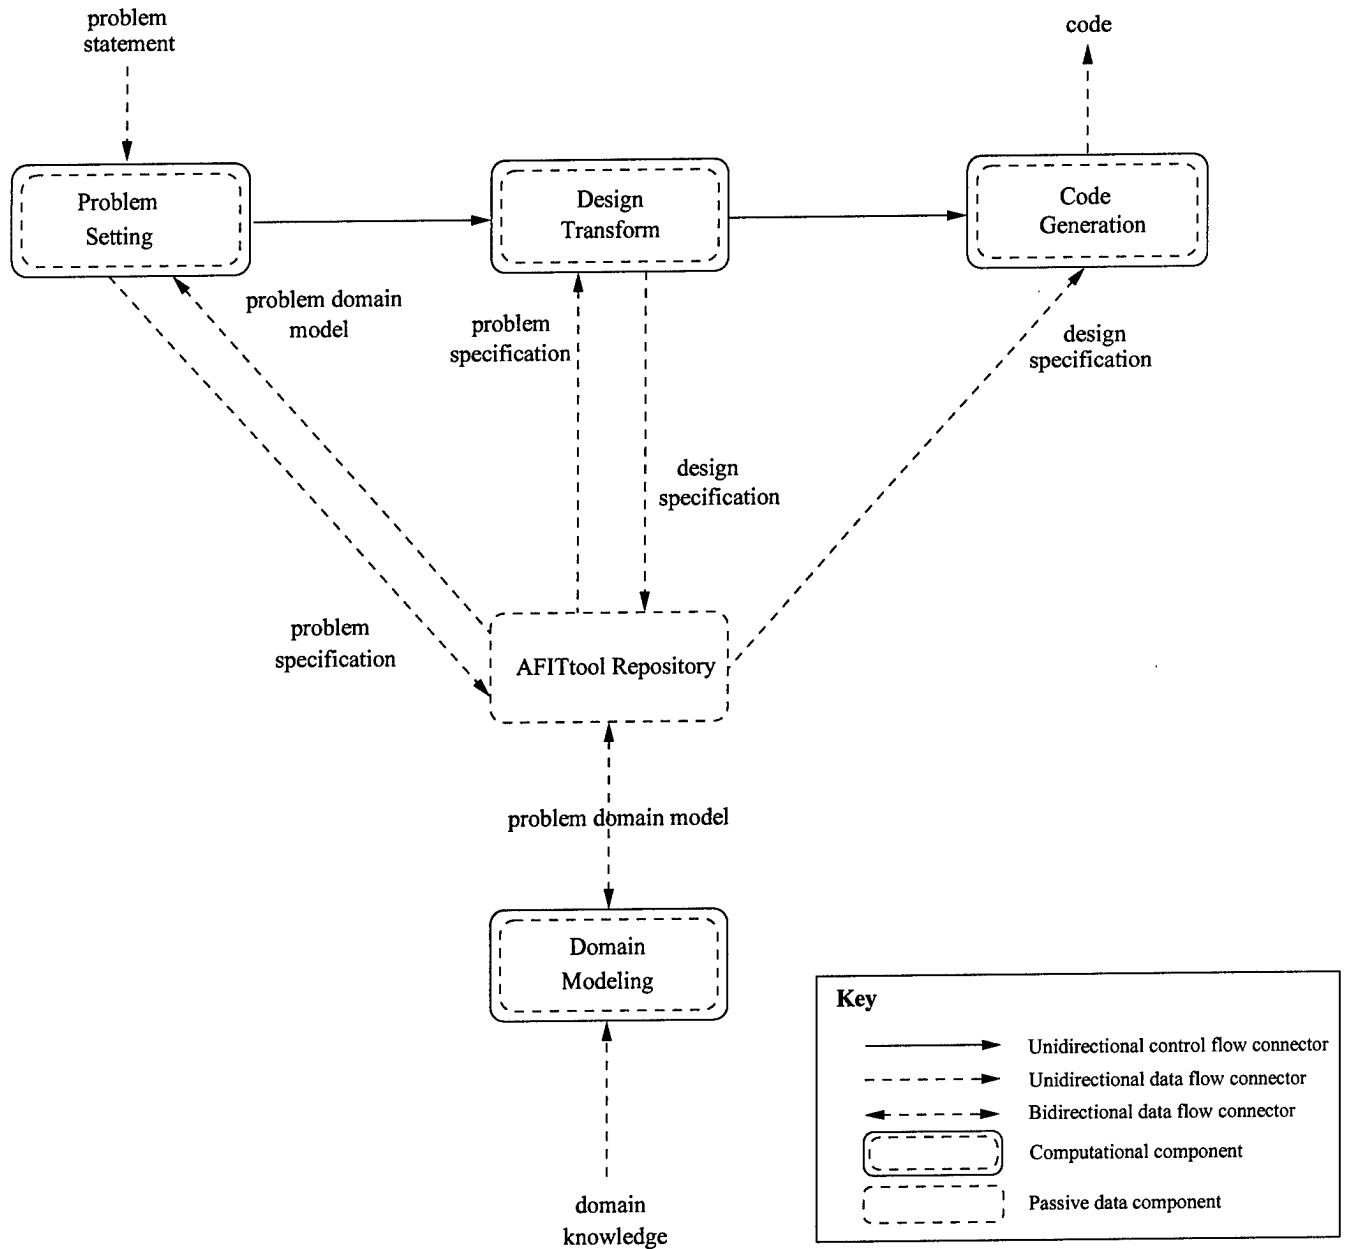 problem
statement
code
Problem
Setting
Design
Transform
Code
Generation
problem domain
model
problem
specification
design
specification
design
specification
problem
specification
AFITtool Repository
problem domain model
Domain
Modeling
domain
knowledge
Key
Unidirectional control flow connector
Unidirectional data flow connector
Bidirectional data flow connector
Computational component
Passive data component